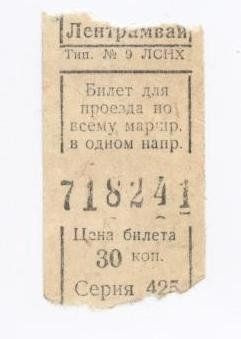 Лентрамвай
Тип. № 9 ЛСНХ
Билет для
проезда по
всему маршр.
в одном напр.
718241
Цена билета
30 коп.
Серия 425